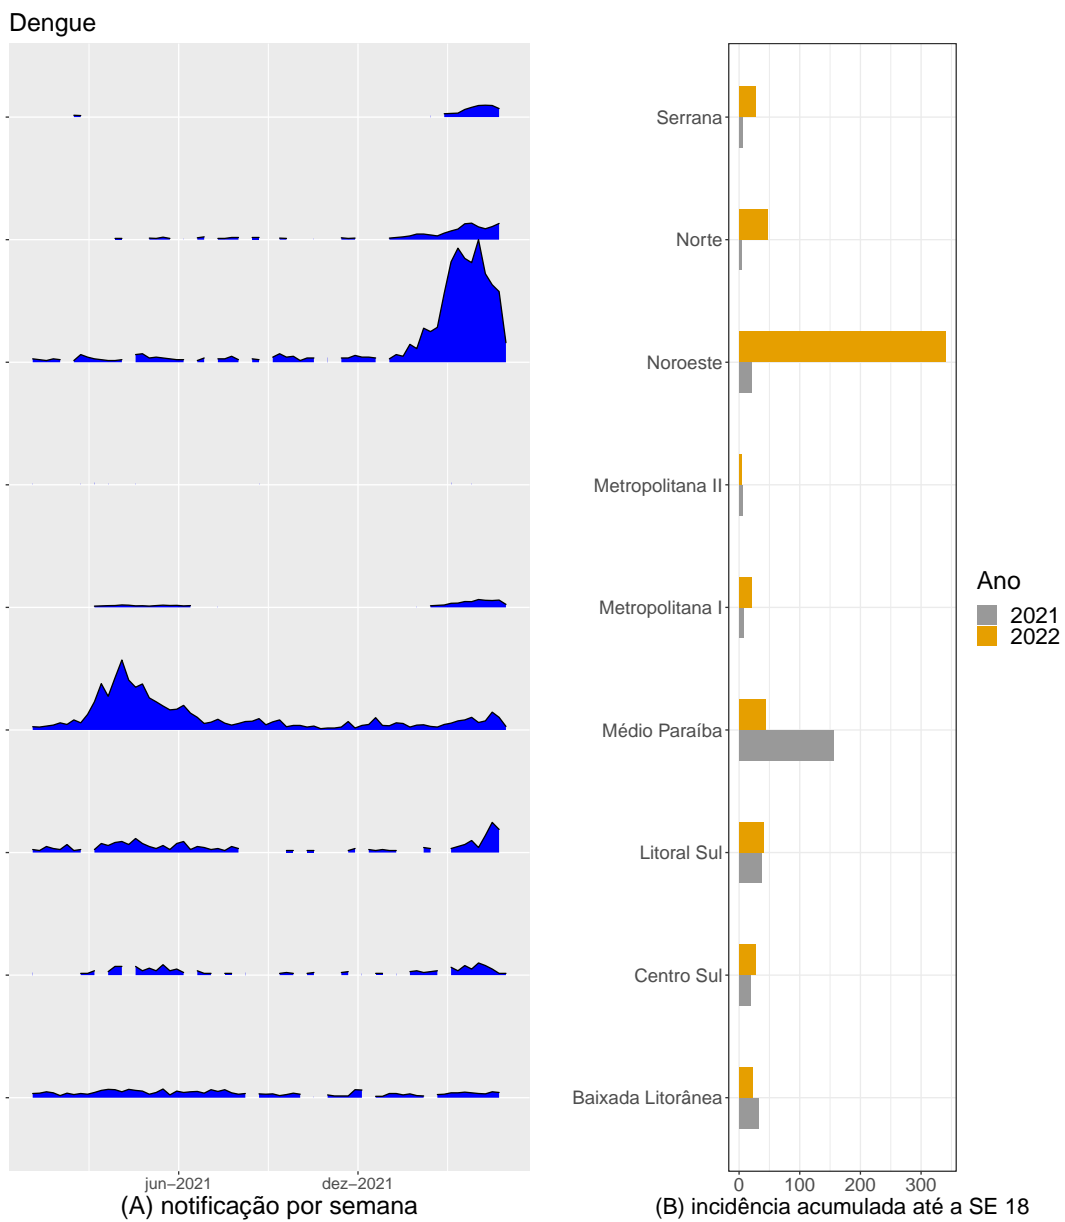 Dengue
Serrana
Norte
Noroeste
Metropolitana II
Metropolitana I
Médio Paraíba
Litoral Sul
Centro Sul
Baixada Litorânea
Ano
2021
2022
jun–2021
dez–2021
0
100
200
300
(A) notificação por semana
(B) incidência acumulada até a SE 18